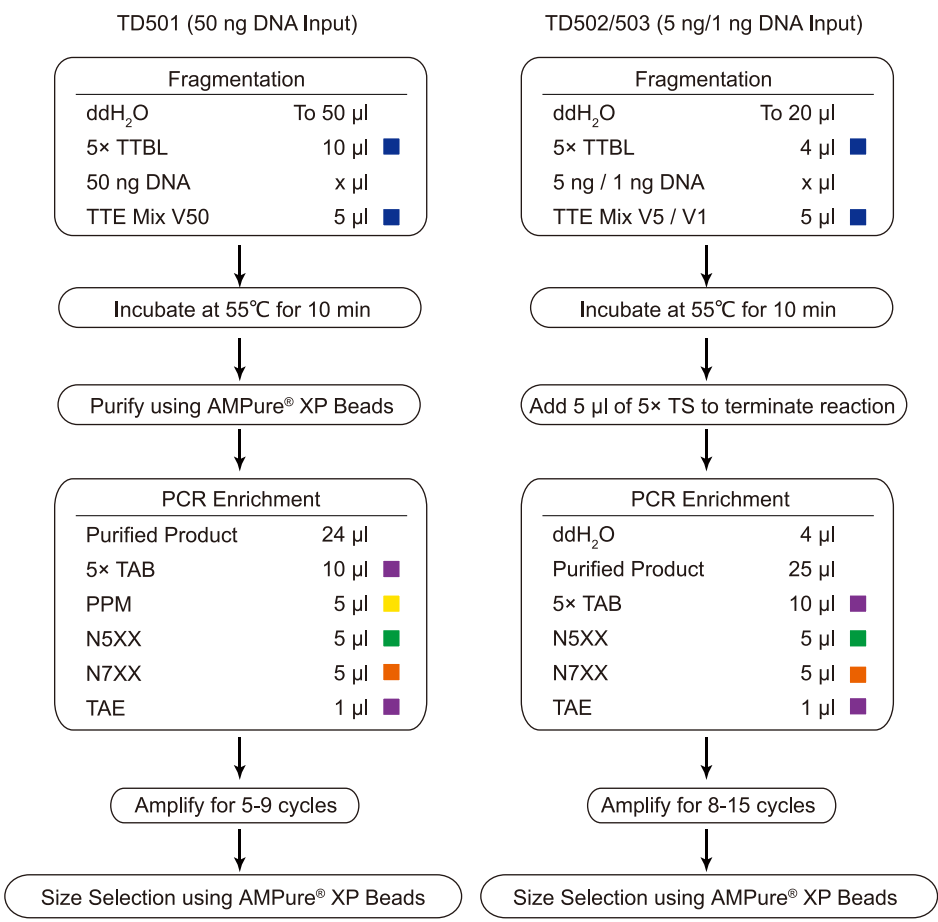 TD501 (50 ng DNA Input)
Fragmentation
ddH₂O To 50 µl
5× TTBL 10 µl
50 ng DNA x µl
TTE Mix V50 5 µl
Incubate at 55℃ for 10 min
Purify using AMPure® XP Beads
PCR Enrichment
Purified Product 24 µl
5× TAB 10 µl
PPM 5 µl
N5XX 5 µl
N7XX 5 µl
TAE 1 µl
Amplify for 5-9 cycles
Size Selection using AMPure® XP Beads
TD502/503 (5 ng/1 ng DNA Input)
Fragmentation
ddH₂O To 20 µl
5× TTBL 4 µl
5 ng / 1 ng DNA x µl
TTE Mix V5 / V1 5 µl
Incubate at 55℃ for 10 min
Add 5 µl of 5× TS to terminate reaction
PCR Enrichment
ddH₂O 4 µl
Purified Product 25 µl
5× TAB 10 µl
N5XX 5 µl
N7XX 5 µl
TAE 1 µl
Amplify for 8-15 cycles
Size Selection using AMPure® XP Beads